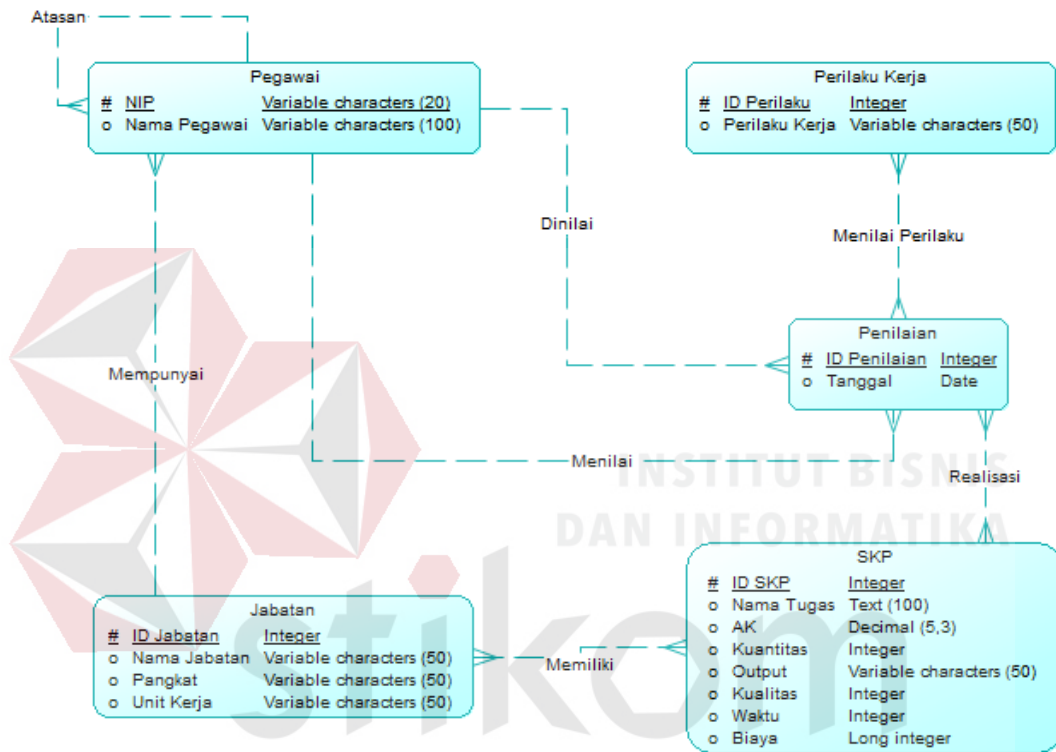 Atasan
Pegawai
# NIP Variable characters (20)
o Nama Pegawai Variable characters (100)
Perilaku Kerja
# ID Perilaku Integer
o Perilaku Kerja Variable characters (50)
Dinilai
Menilai Perilaku
Penilaian
# ID Penilaian Integer
o Tanggal Date
Mempunyai
Menilai
Realisasi
INSTITUT BISNIS
DAN INFORMATIKA
stikom
Jabatan
# ID Jabatan Integer
o Nama Jabatan Variable characters (50)
o Pangkat Variable characters (50)
o Unit Kerja Variable characters (50)
Memiliki
SKP
# ID SKP Integer
o Nama Tugas Text (100)
o AK Decimal (5,3)
o Kuantitas Integer
o Output Variable characters (50)
o Kualitas Integer
o Waktu Integer
o Biaya Long integer